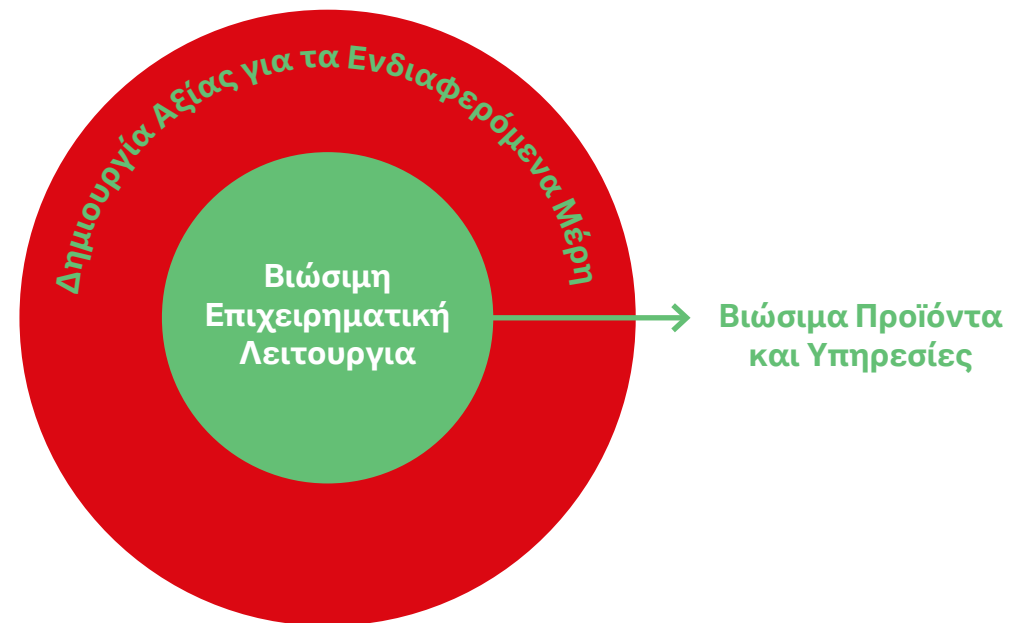 Δημιουργία Αξίας για τα Ενδιαφερόμενα Μέρη
Βιώσιμη
Επιχειρηματική
Λειτουργια
Βιώσιμα Προϊόντα
και Υπηρεσίες